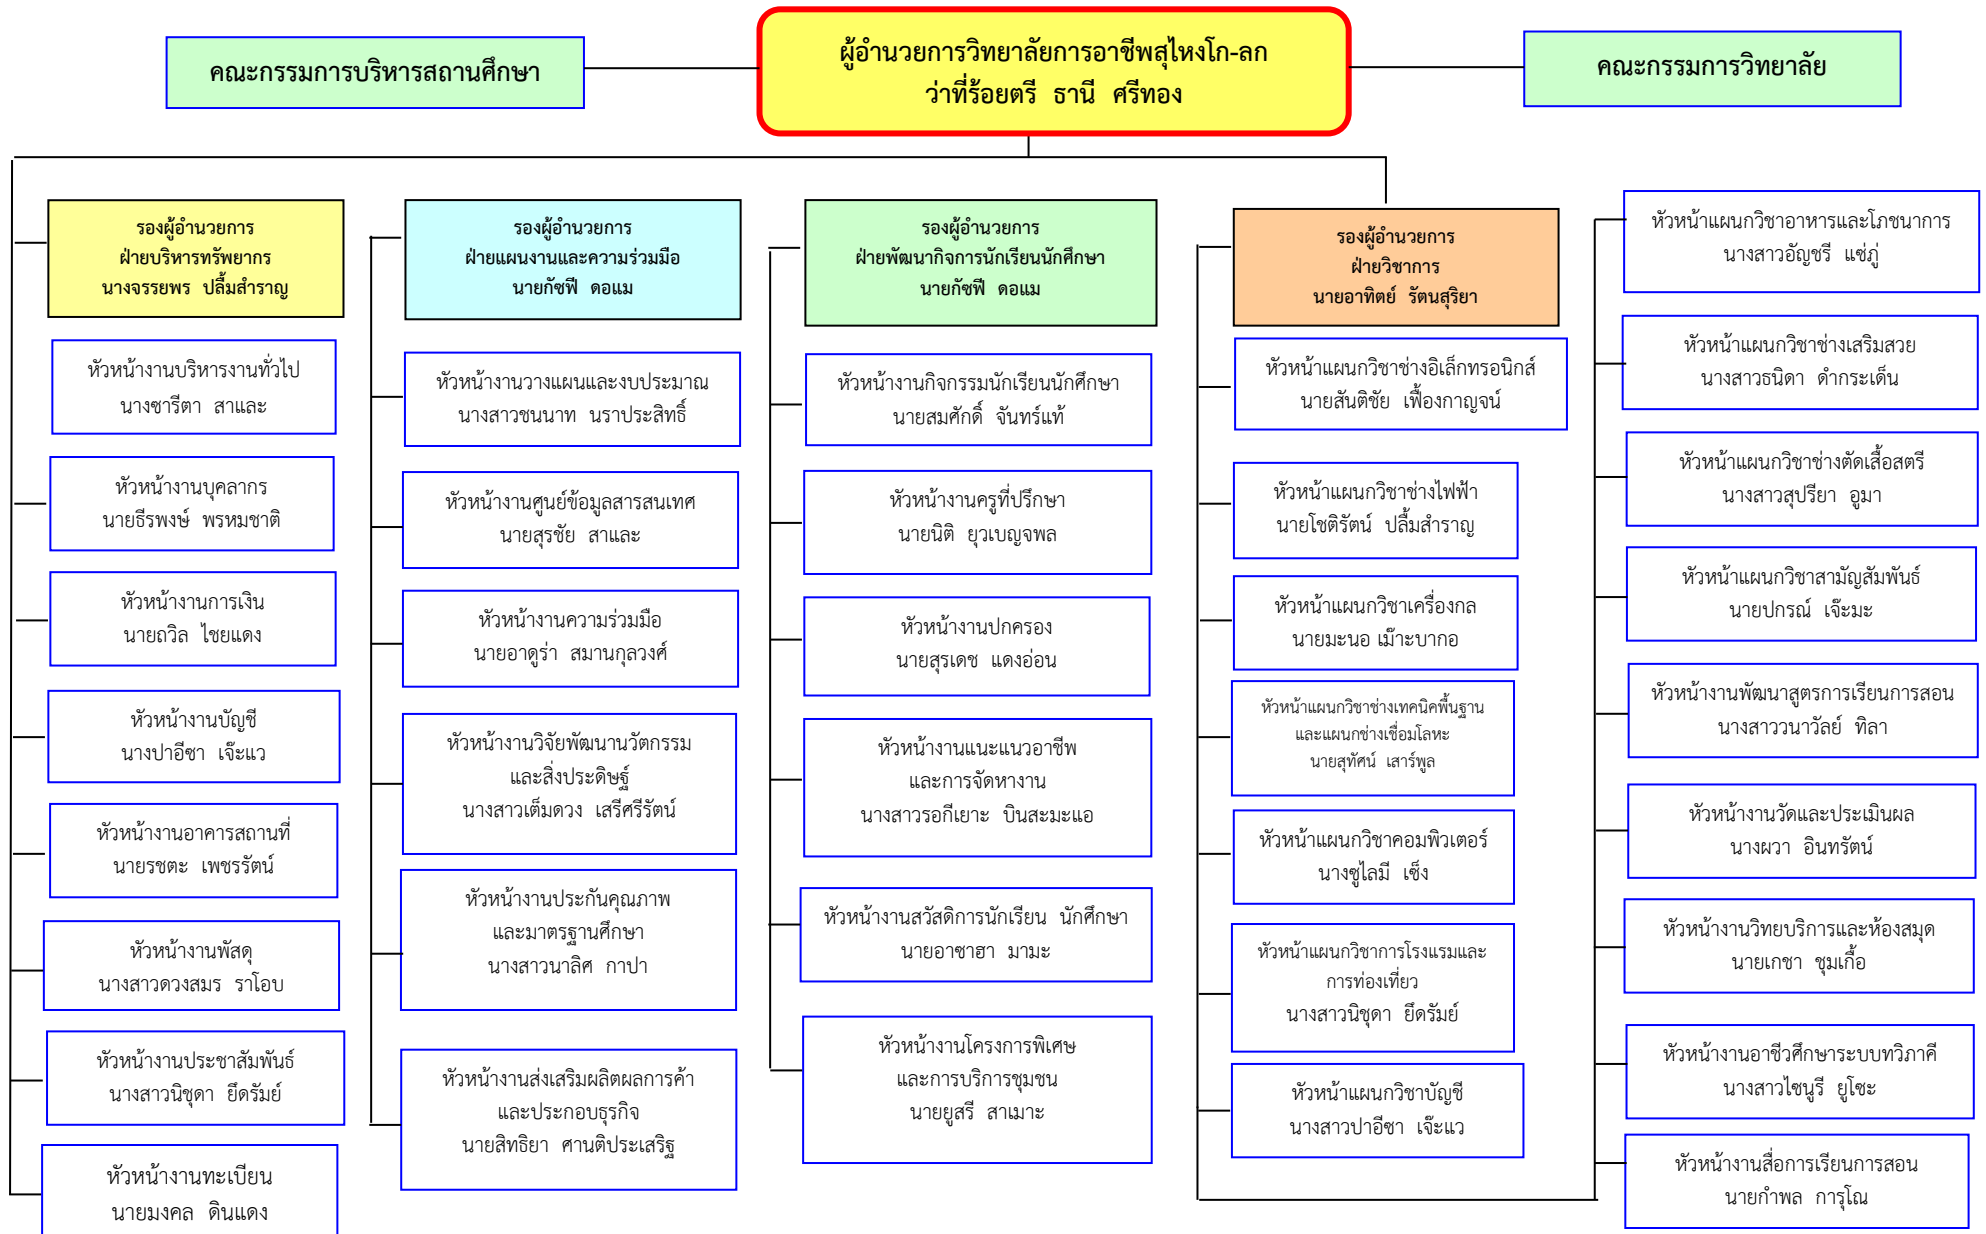 คณะกรรมการบริหารสถานศึกษา
ผู้อำนวยการวิทยาลัยการอาชีพสุไหงโก-ลก
ว่าที่ร้อยตรี ธานี ศรีทอง
คณะกรรมการวิทยาลัย
รองผู้อำนวยการ
ฝ่ายบริหารทรัพยากร
นางจรรยพร ปลื้มสำราญ
หัวหน้างานบริหารงานทั่วไป
นางซารีตา สาและ
หัวหน้างานบุคลากร
นายธีรพงษ์ พรหมชาติ
หัวหน้างานการเงิน
นายถวิล ไชยแดง
หัวหน้างานบัญชี
นางปาอีซา เจ๊ะแว
หัวหน้างานอาคารสถานที่
นายรชตะ เพชรรัตน์
หัวหน้างานพัสดุ
นางสาวดวงสมร ราโอบ
หัวหน้างานประชาสัมพันธ์
นางสาวนิชุดา ยึดรัมย์
หัวหน้างานทะเบียน
นายมงคล ดินแดง
รองผู้อำนวยการ
ฝ่ายแผนงานและความร่วมมือ
นายกัซฟี ดอแม
หัวหน้างานวางแผนและงบประมาณ
นางสาวชนนาท นราประสิทธิ์
หัวหน้างานศูนย์ข้อมูลสารสนเทศ
นายสุรชัย สาและ
หัวหน้างานความร่วมมือ
นายอาดูร่า สมานกุลวงศ์
หัวหน้างานวิจัยพัฒนานวัตกรรม
และสิ่งประดิษฐ์
นางสาวเต็มดวง เสรีศรีรัตน์
หัวหน้างานประกันคุณภาพ
และมาตรฐานศึกษา
นางสาวนาลิศ กาปา
หัวหน้างานส่งเสริมผลิตผลการค้า
และประกอบธุรกิจ
นายสิทธิยา ศานติประเสริฐ
รองผู้อำนวยการ
ฝ่ายพัฒนากิจการนักเรียนนักศึกษา
นายกัซฟี ดอแม
หัวหน้างานกิจกรรมนักเรียนนักศึกษา
นายสมศักดิ์ จันทร์แท้
หัวหน้างานครูที่ปรึกษา
นายนิติ ยุวเบญจพล
หัวหน้างานปกครอง
นายสุรเดช แดงอ่อน
หัวหน้างานแนะแนวอาชีพ
และการจัดหางาน
นางสาวรอกีเยาะ บินสะมะแอ
หัวหน้างานสวัสดิการนักเรียน นักศึกษา
นายอาซาฮา มามะ
หัวหน้างานโครงการพิเศษ
และการบริการชุมชน
นายยูสรี สาเมาะ
รองผู้อำนวยการ
ฝ่ายวิชาการ
นายอาทิตย์ รัตนสุริยา
หัวหน้าแผนกวิชาช่างอิเล็กทรอนิกส์
นายสันติชัย เฟื้องกาญจน์
หัวหน้าแผนกวิชาช่างไฟฟ้า
นายโชติรัตน์ ปลื้มสำราญ
หัวหน้าแผนกวิชาเครื่องกล
นายมะนอ เม๊าะบากอ
หัวหน้าแผนกวิชาช่างเทคนิคพื้นฐาน
และแผนกช่างเชื่อมโลหะ
นายสุทัศน์ เสาร์พูล
หัวหน้าแผนกวิชาคอมพิวเตอร์
นางซูไลมี เซ็ง
หัวหน้าแผนกวิชาการโรงแรมและ
การท่องเที่ยว
นางสาวนิชุดา ยึดรัมย์
หัวหน้าแผนกวิชาบัญชี
นางสาวปาอีซา เจ๊ะแว
หัวหน้าแผนกวิชาอาหารและโภชนาการ
นางสาวอัญชรี แซ่ภู่
หัวหน้าแผนกวิชาช่างเสริมสวย
นางสาวธนิดา ดำกระเด็น
หัวหน้าแผนกวิชาช่างตัดเสื้อสตรี
นางสาวสุปรียา อูมา
หัวหน้าแผนกวิชาสามัญสัมพันธ์
นายปกรณ์ เจ๊ะมะ
หัวหน้างานพัฒนาสูตรการเรียนการสอน
นางสาววนาวัลย์ ทิลา
หัวหน้างานวัดและประเมินผล
นางผวา อินทรัตน์
หัวหน้างานวิทยบริการและห้องสมุด
นายเกชา ชุมเกื้อ
หัวหน้างานอาชีวศึกษาระบบทวิภาคี
นางสาวไซนูรี ยูโซะ
หัวหน้างานสื่อการเรียนการสอน
นายกำพล การุโณ